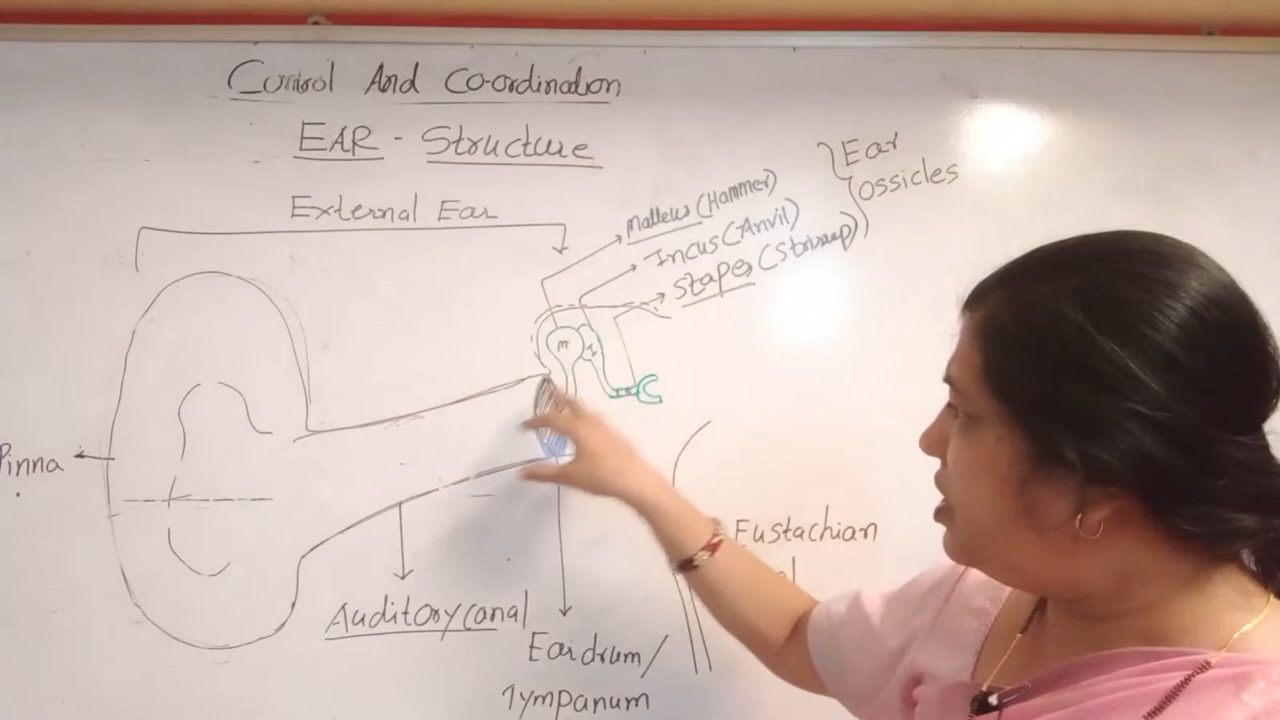 Control And Co-ordination
EAR - Structure
External Ear
Malleus (Hammer)
Incus (Anvil)
Stapes (Stirrup)
Ear
ossicles
m
I
Pinna
Auditory canal
Eardrum/
Tympanum
Eustachian